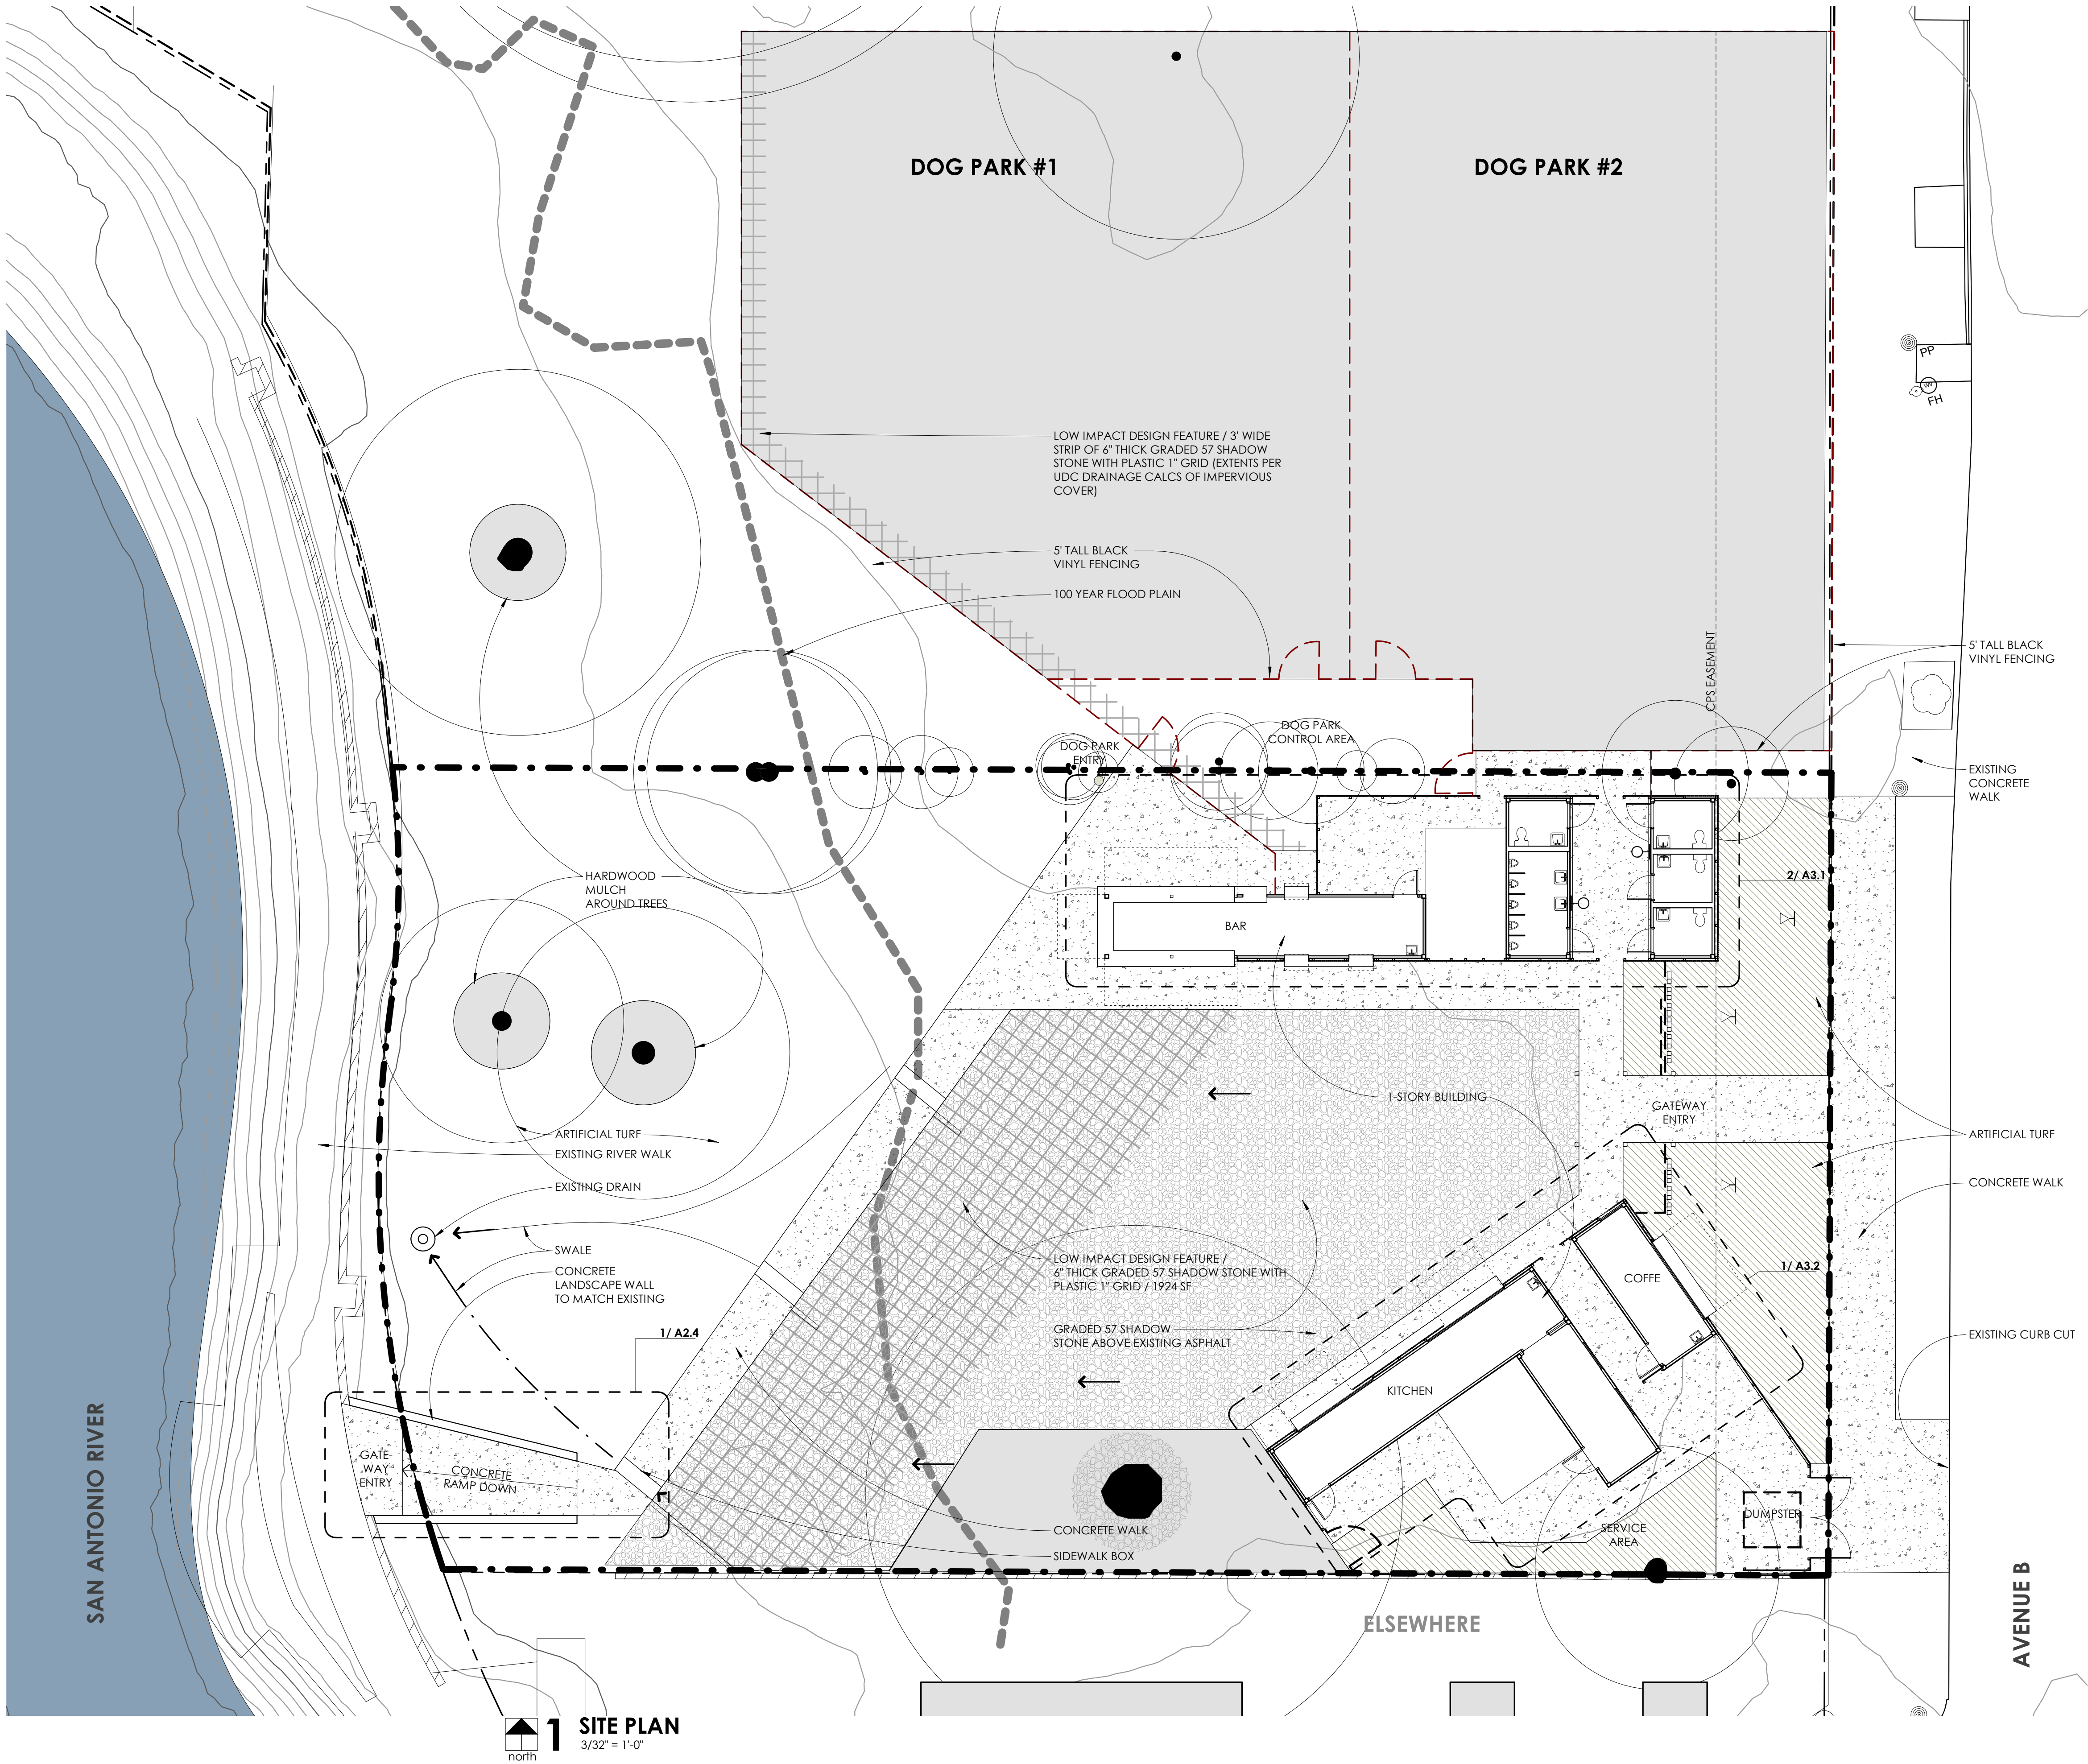 DOG PARK #1
DOG PARK #2
PP
FH
LOW IMPACT DESIGN FEATURE / 3' WIDE
STRIP OF 6" THICK GRADED 57 SHADOW
STONE WITH PLASTIC 1" GRID (EXTENTS PER
UDC DRAINAGE CALCS OF IMPERVIOUS
COVER)
5' TALL BLACK
VINYL FENCING
100 YEAR FLOOD PLAIN
CPS EASEMENT
5' TALL BLACK
VINYL FENCING
DOG PARK
CONTROL AREA
DOG PARK
ENTRY
EXISTING
CONCRETE
WALK
HARDWOOD
MULCH
AROUND TREES
2/ A3.1
BAR
1-STORY BUILDING
GATEWAY
ENTRY
ARTIFICIAL TURF
EXISTING RIVER WALK
EXISTING DRAIN
ARTIFICIAL TURF
CONCRETE WALK
SWALE
CONCRETE
LANDSCAPE WALL
TO MATCH EXISTING
LOW IMPACT DESIGN FEATURE /
6" THICK GRADED 57 SHADOW STONE WITH
PLASTIC 1" GRID / 1924 SF
COFFE
1/ A3.2
1/ A2.4
GRADED 57 SHADOW
STONE ABOVE EXISTING ASPHALT
EXISTING CURB CUT
KITCHEN
GATE-
WAY
ENTRY
CONCRETE
RAMP DOWN
CONCRETE WALK
SIDEWALK BOX
SERVICE
AREA
DUMPSTER
SAN ANTONIO RIVER
ELSEWHERE
AVENUE B
north
1
SITE PLAN
3/32" = 1'-0"